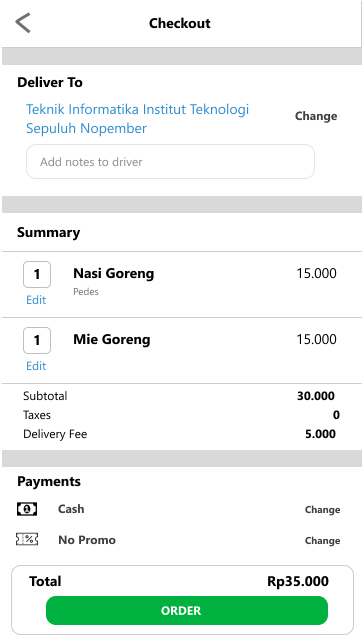 Checkout
Deliver To
Teknik Informatika Institut Teknologi
Sepuluh Nopember
Change
Add notes to driver
Summary
1 Nasi Goreng 15.000
Edit Pedes
1 Mie Goreng 15.000
Edit
Subtotal 30.000
Taxes 0
Delivery Fee 5.000
Payments
Cash Change
No Promo Change
Total Rp35.000
ORDER